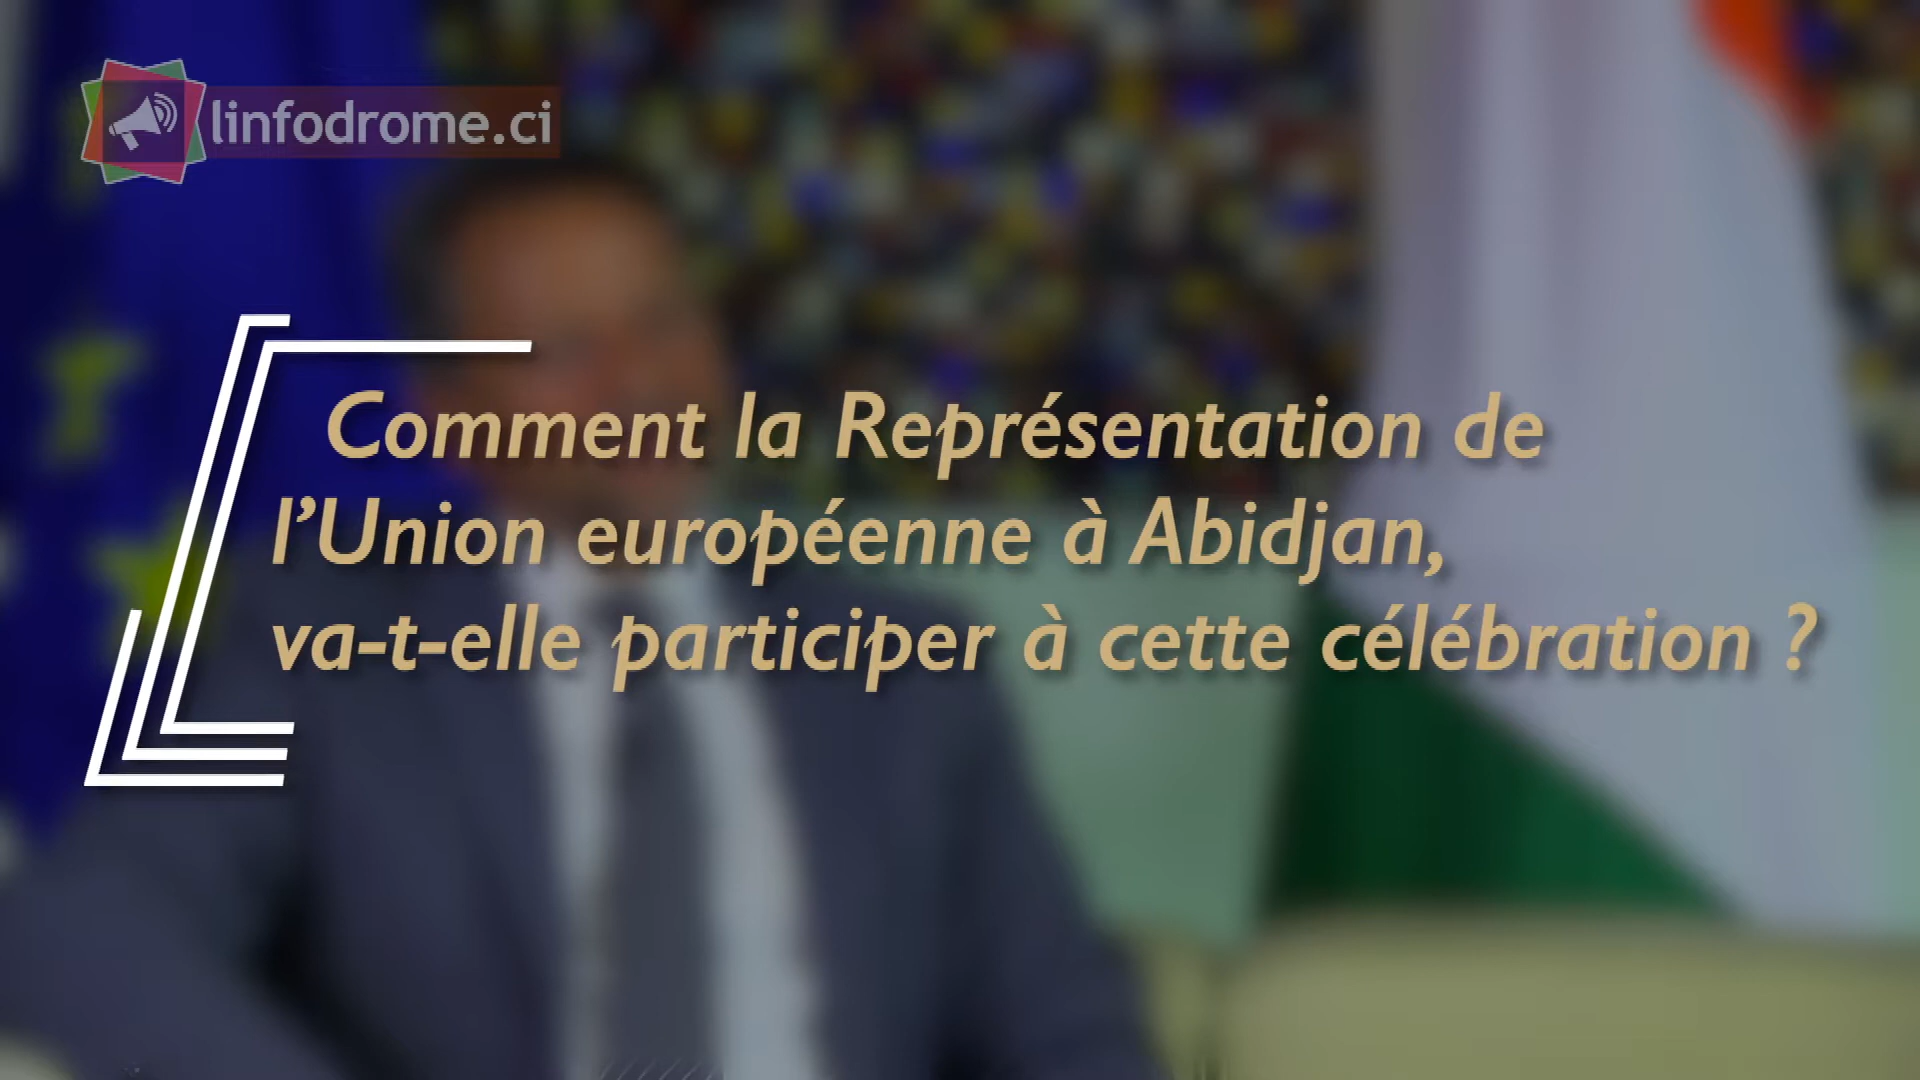 linfodrome.ci
Comment la Représentation de
l’Union européenne à Abidjan,
va-t-elle participer à cette célébration ?